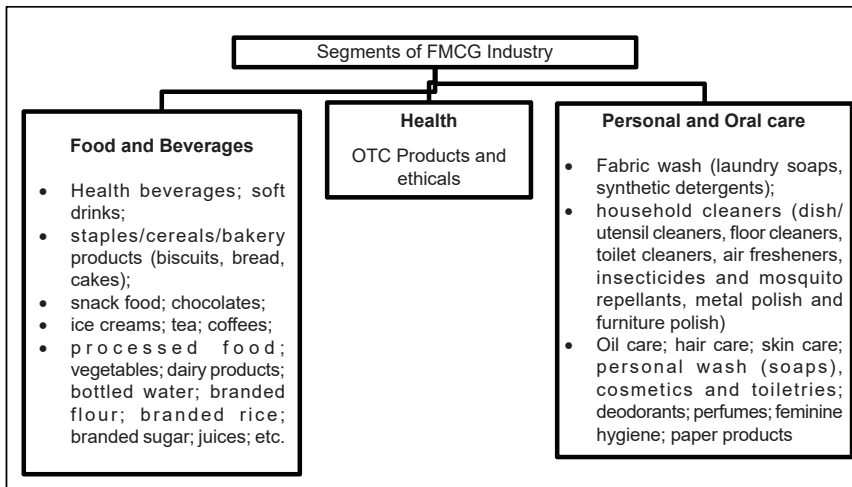 Segments of FMCG Industry
Food and Beverages
• Health beverages; soft
drinks;
• staples/cereals/bakery
products (biscuits, bread,
cakes);
• snack food; chocolates;
• ice creams; tea; coffees;
• processed food;
vegetables; dairy products;
bottled water; branded
flour; branded rice;
branded sugar; juices; etc.
Health
OTC Products and
ethicals
Personal and Oral care
• Fabric wash (laundry soaps,
synthetic detergents);
• household cleaners (dish/
utensil cleaners, floor cleaners,
toilet cleaners, air fresheners,
insecticides and mosquito
repellants, metal polish and
furniture polish)
• Oil care; hair care; skin care;
personal wash (soaps),
cosmetics and toiletries;
deodorants; perfumes; feminine
hygiene; paper products